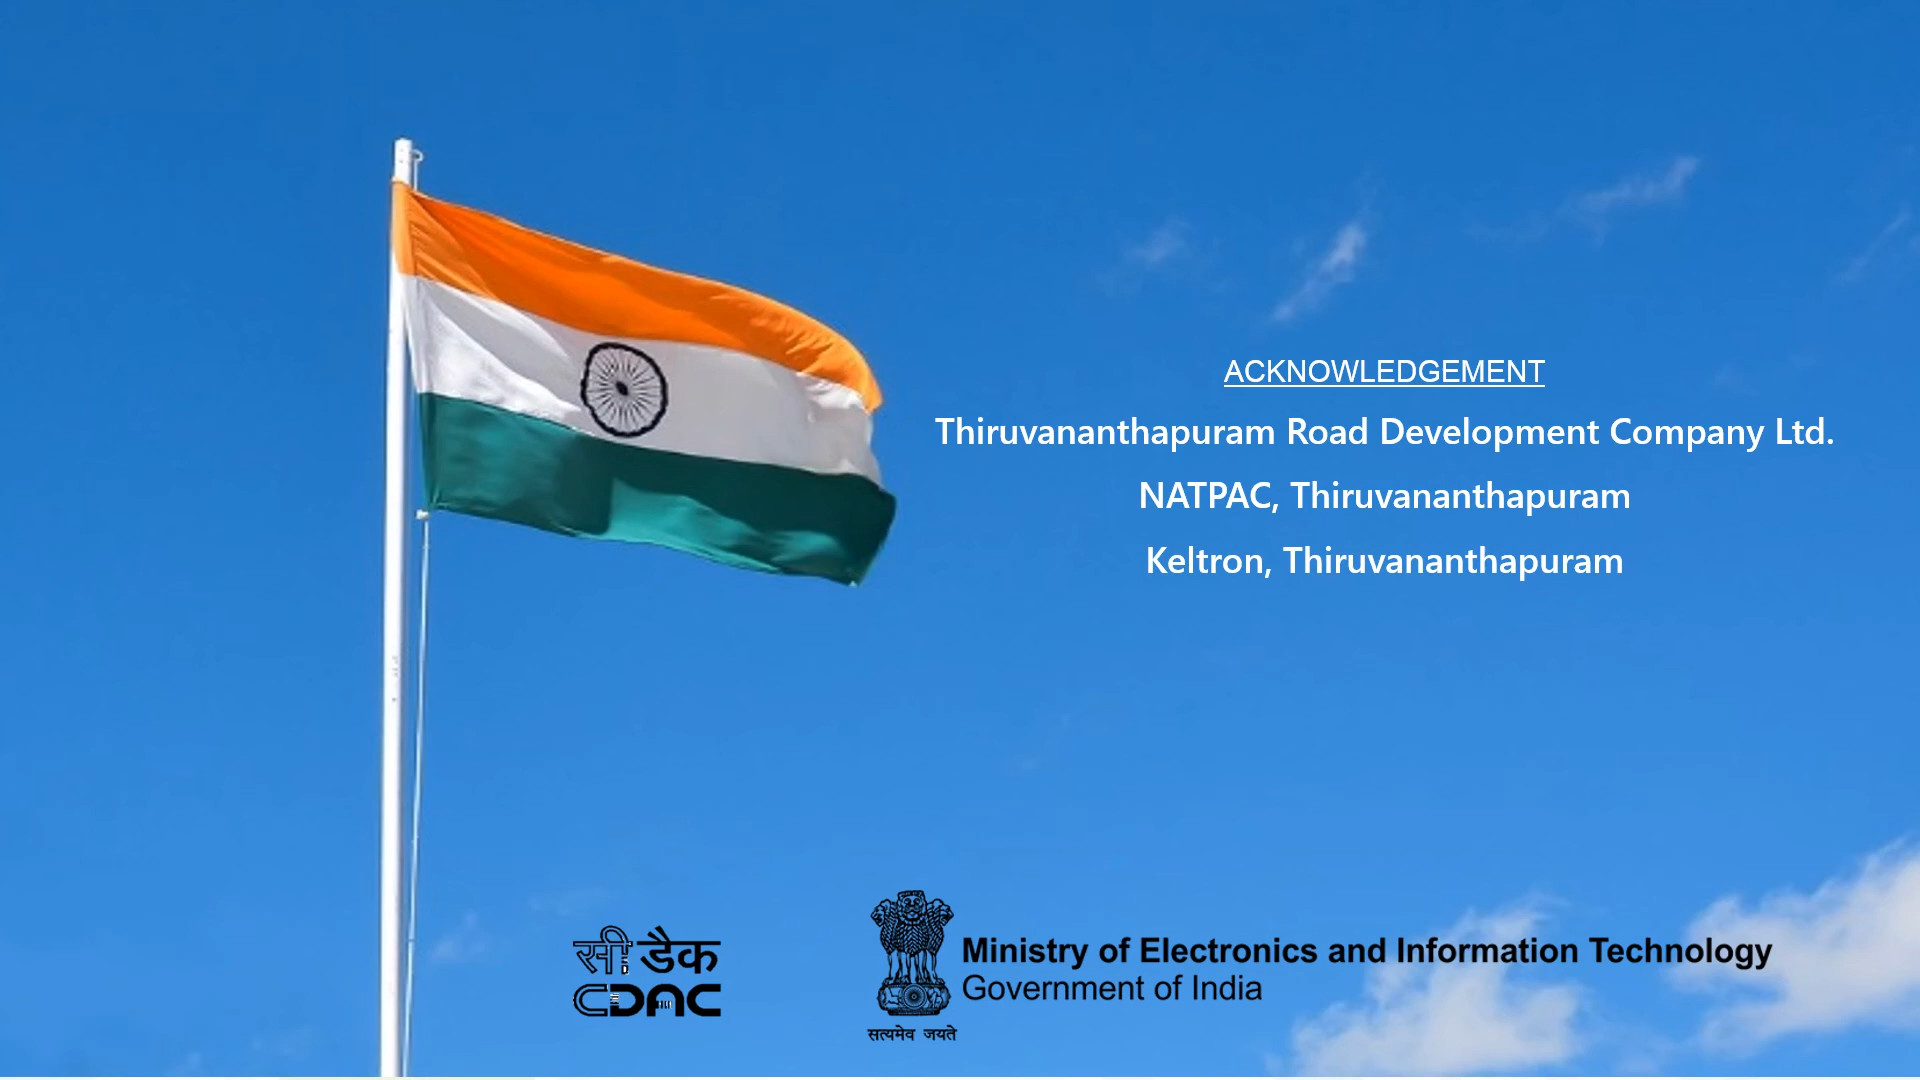 ACKNOWLEDGEMENT
Thiruvananthapuram Road Development Company Ltd.
NATPAC, Thiruvananthapuram
Keltron, Thiruvananthapuram
सी डैक
CDAC
Ministry of Electronics and Information Technology
Government of India
सत्यमेव जयते